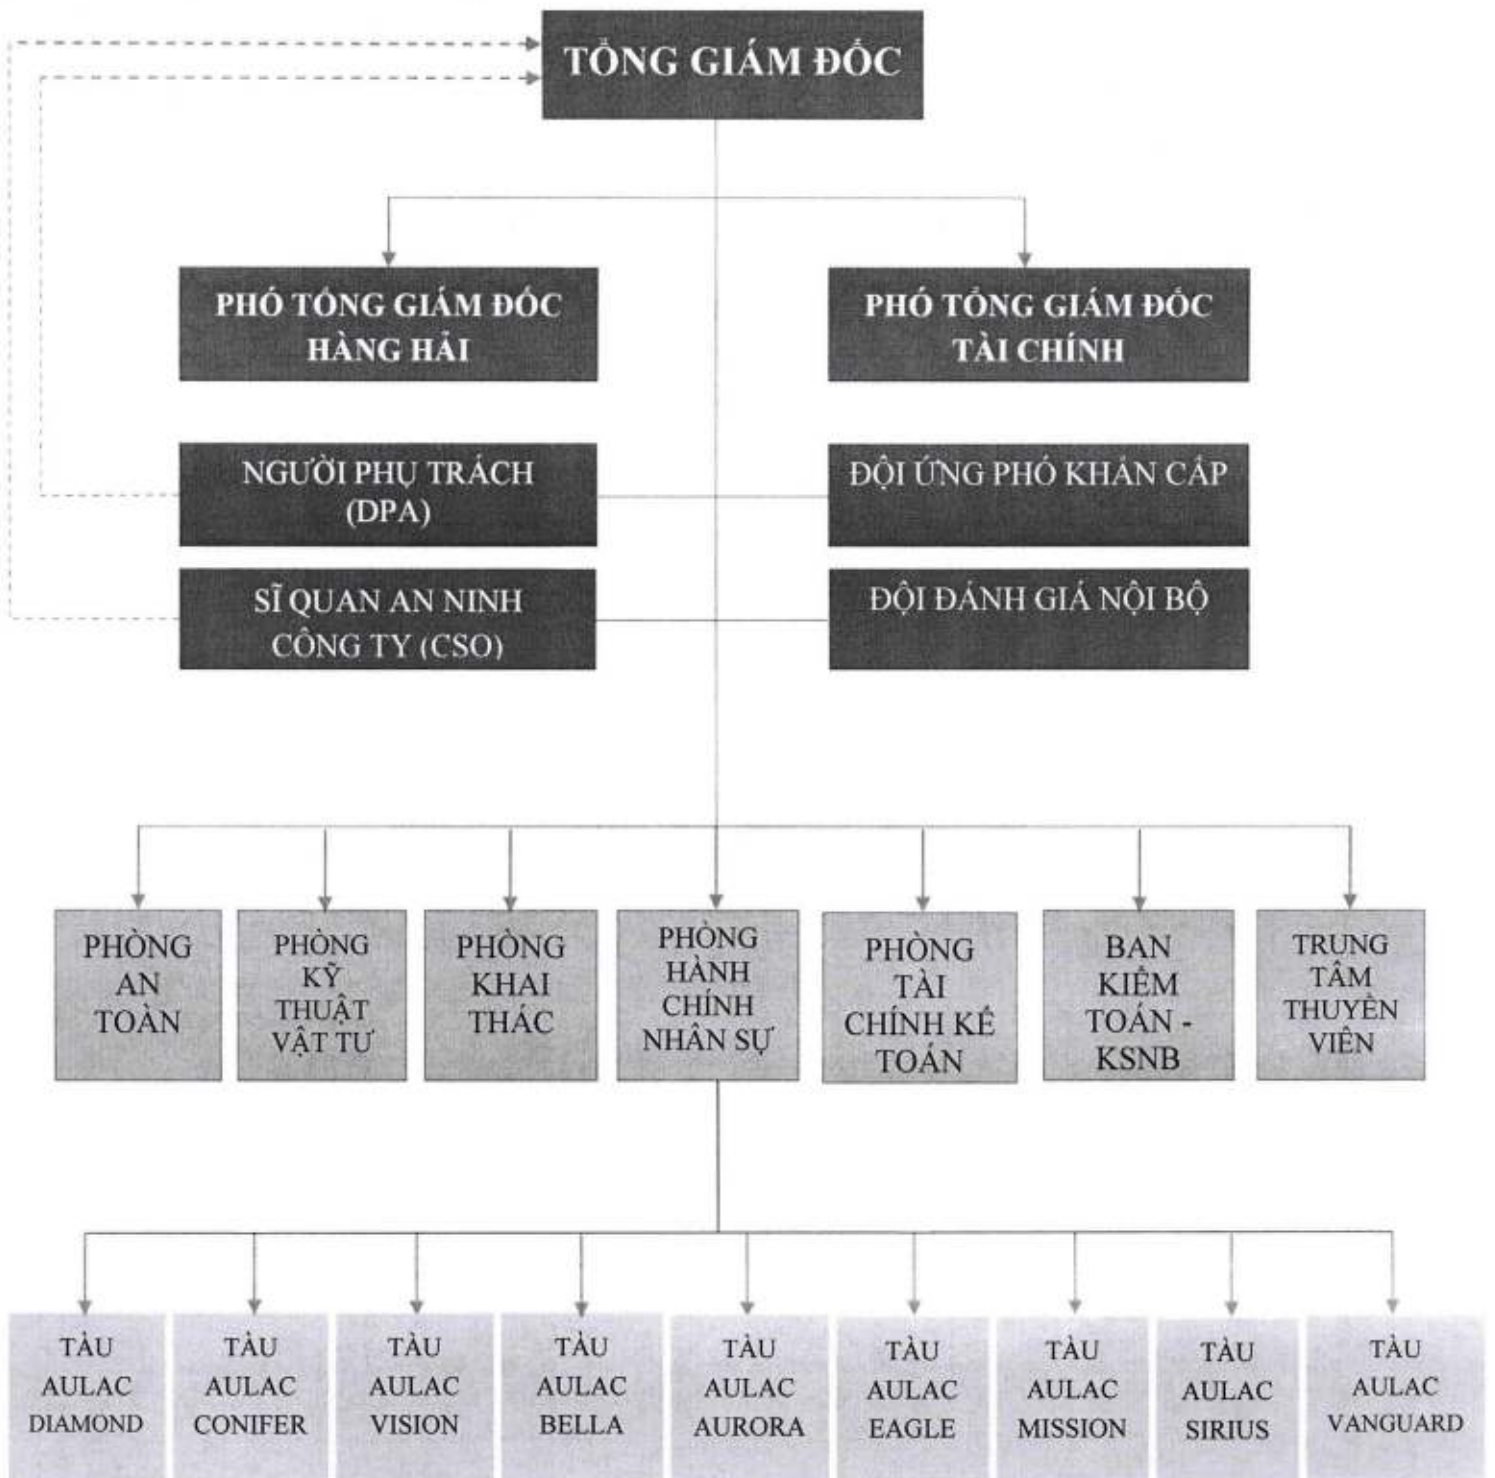 TỔNG GIÁM ĐỐC
PHÓ TỔNG GIÁM ĐỐC
HÀNG HẢI
PHÓ TỔNG GIÁM ĐỐC
TÀI CHÍNH
NGƯỜI PHỤ TRÁCH
(DPA)
ĐỘI ỨNG PHÓ KHẨN CẤP
SĨ QUAN AN NINH
CÔNG TY (CSO)
ĐỘI ĐÁNH GIÁ NỘI BỘ
PHÒNG
AN
TOÀN
PHÒNG
KỸ
THUẬT
VẬT TƯ
PHÒNG
KHAI
THÁC
PHÒNG
HÀNH
CHÍNH
NHÂN SỰ
PHÒNG
TÀI
CHÍNH KẾ
TOÁN
BAN
KIỂM
TOÁN -
KSNB
TRUNG
TÂM
THUYỀN
VIÊN
TÀU
AULAC
DIAMOND
TÀU
AULAC
CONIFER
TÀU
AULAC
VISION
TÀU
AULAC
BELLA
TÀU
AULAC
AURORA
TÀU
AULAC
EAGLE
TÀU
AULAC
MISSION
TÀU
AULAC
SIRIUS
TÀU
AULAC
VANGUARD